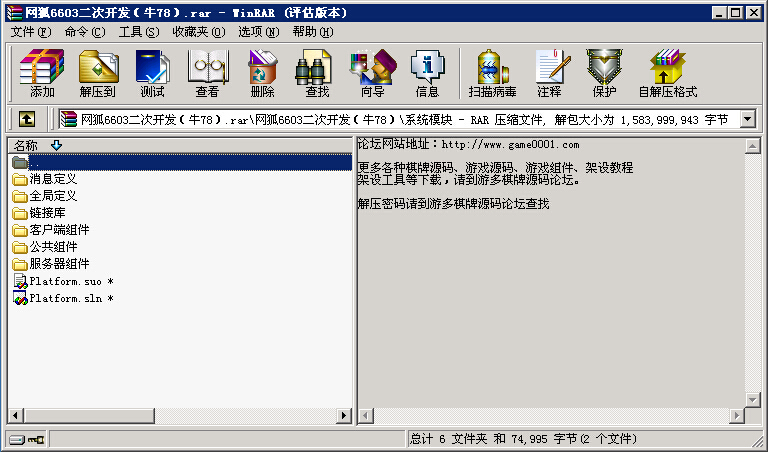 网狐6603二次开发(牛78).rar - WinRAR (评估版本)
文件(F) 命令(C) 工具(S) 收藏夹(O) 选项(N) 帮助(H)
添加 解压到 测试 查看 删除 查找 向导 信息 扫描病毒 注释 保护 自解压格式
网狐6603二次开发(牛78).rar\网狐6603二次开发(牛78)\系统模块 - RAR 压缩文件, 解包大小为 1,583,999,943 字节
名称
..
消息定义
全局定义
链接库
客户端组件
公共组件
服务器组件
Platform.suo *
Platform.sln *
论坛网站地址：http://www.game0001.com
更多各种棋牌源码、游戏源码、游戏组件、架设教程
架设工具等下载，请到游多棋牌源码论坛。
解压密码请到游多棋牌源码论坛查找
总计 6 文件夹 和 74,995 字节(2 个文件)